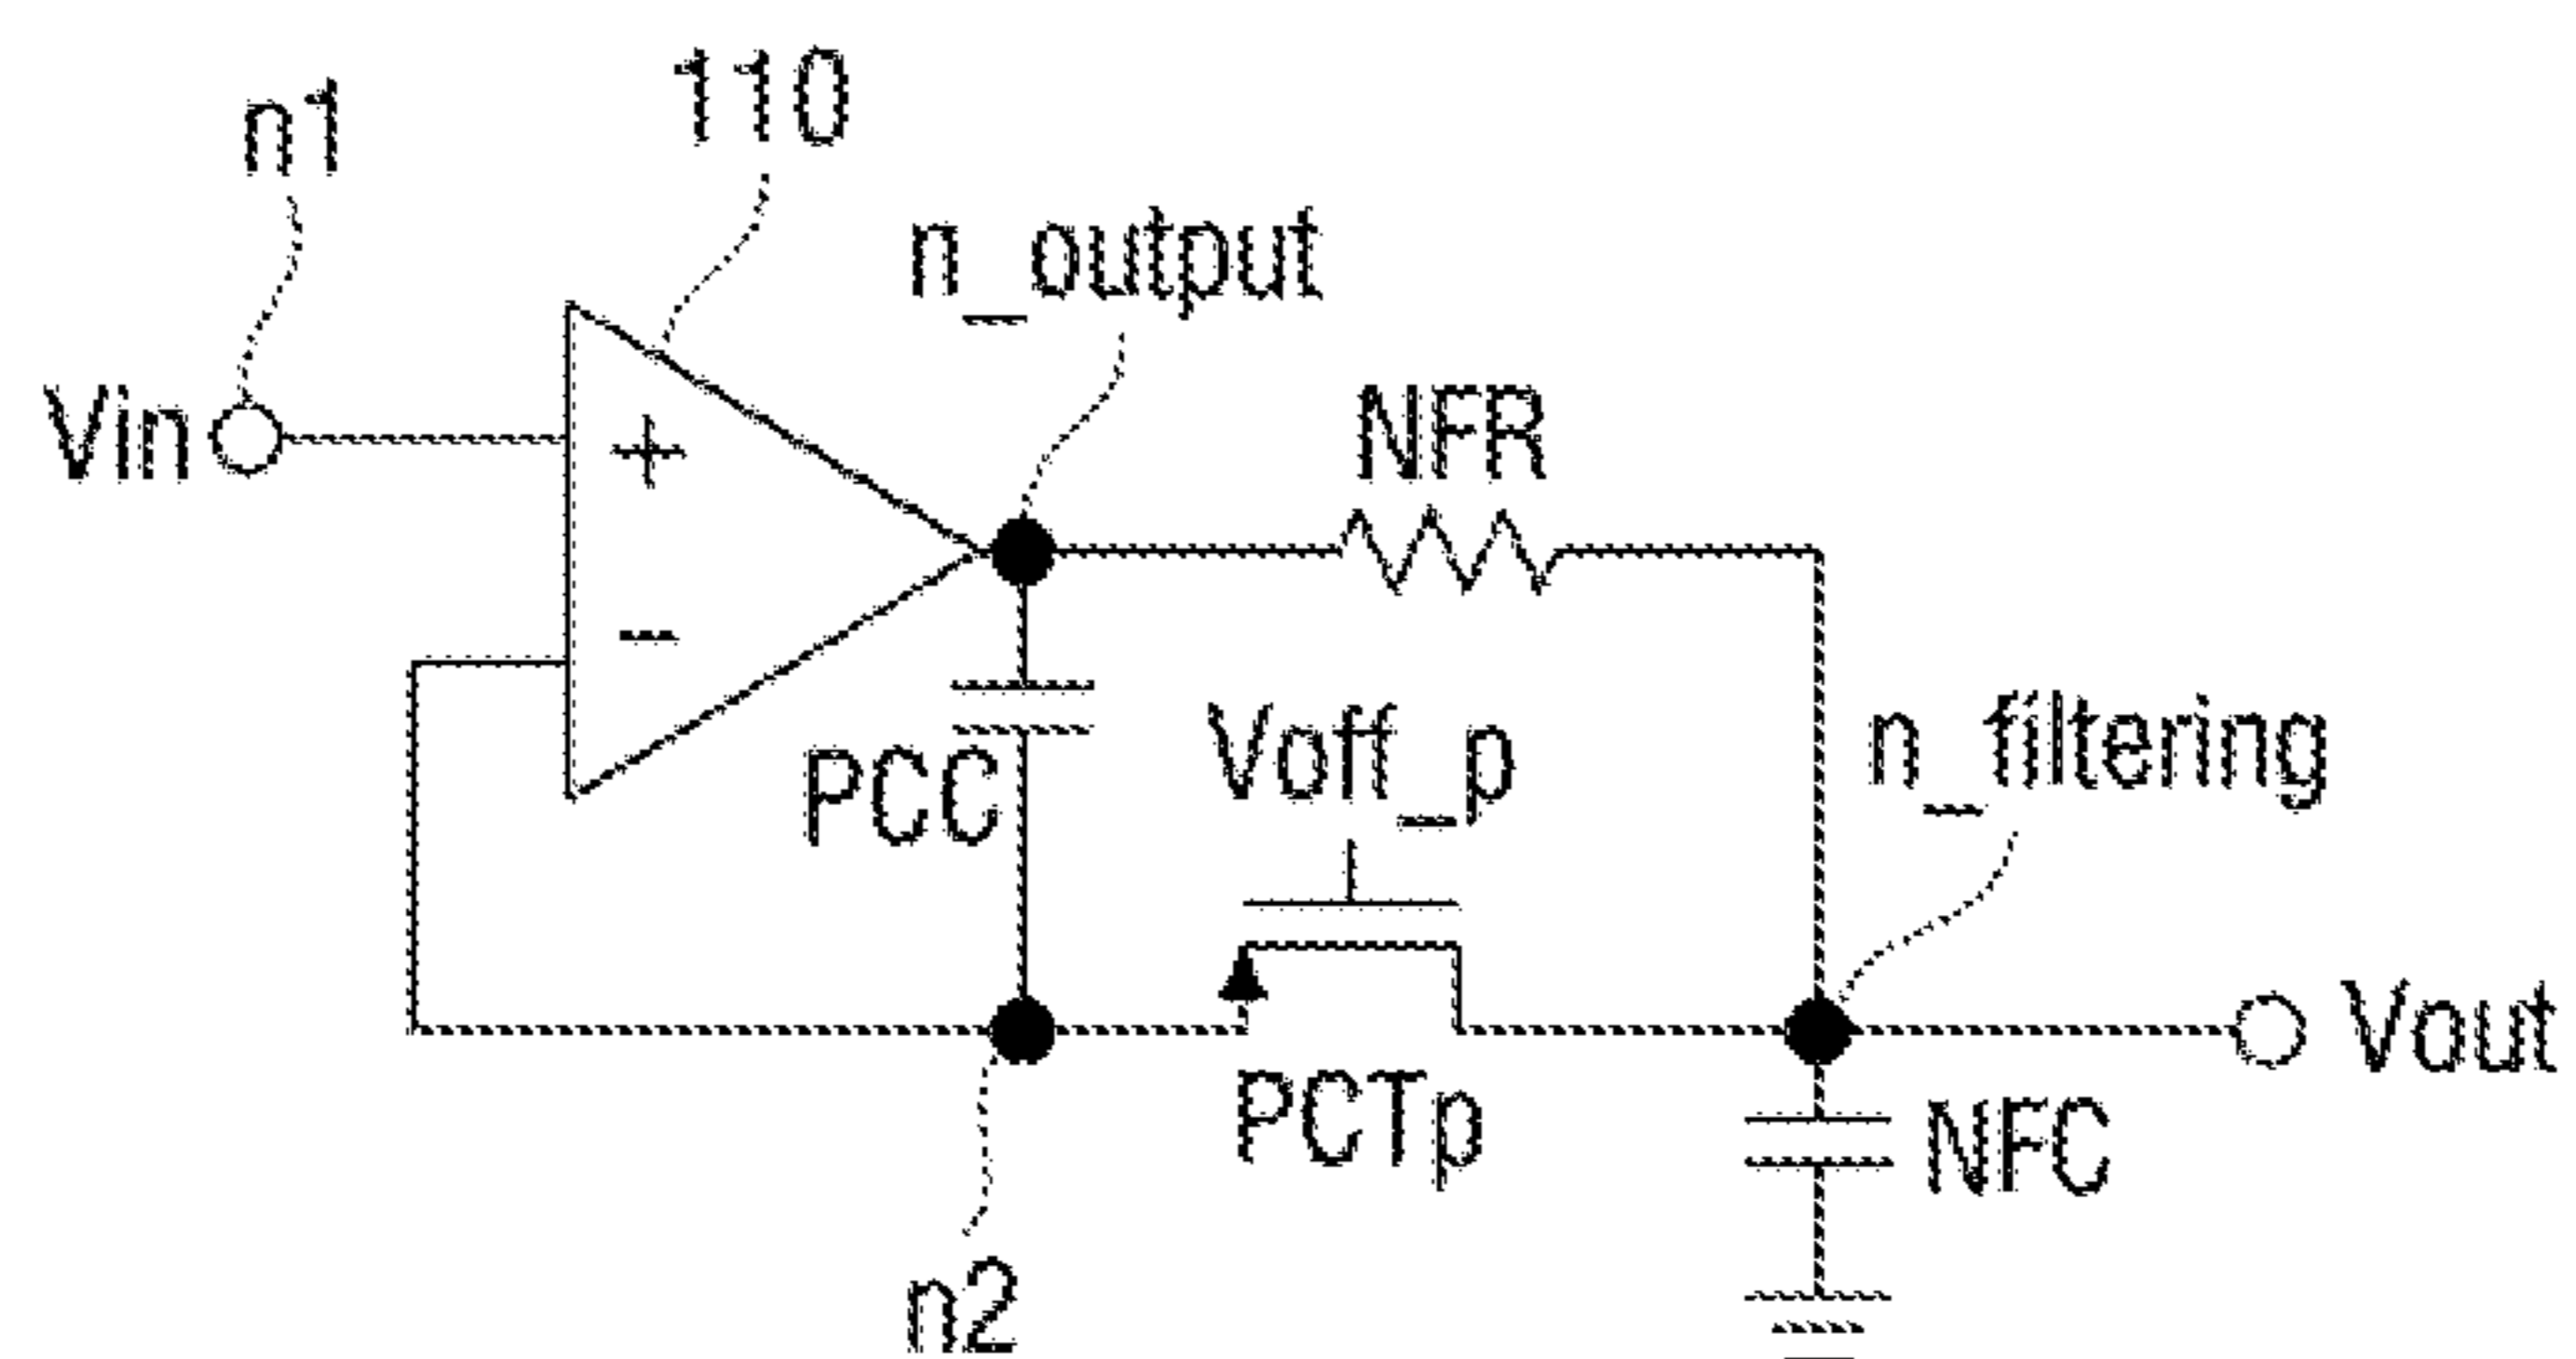 n1
110
n_output
Vin
+
NFR
−
n_filtering
Voff_p
PCC
Vout
PCTp
NFC
n2